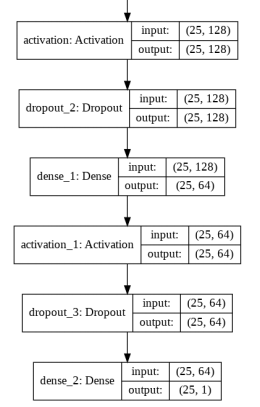 activation: Activation
input: (25, 128)
output: (25, 128)
dropout_2: Dropout
input: (25, 128)
output: (25, 128)
dense_1: Dense
input: (25, 128)
output: (25, 64)
activation_1: Activation
input: (25, 64)
output: (25, 64)
dropout_3: Dropout
input: (25, 64)
output: (25, 64)
dense_2: Dense
input: (25, 64)
output: (25, 1)